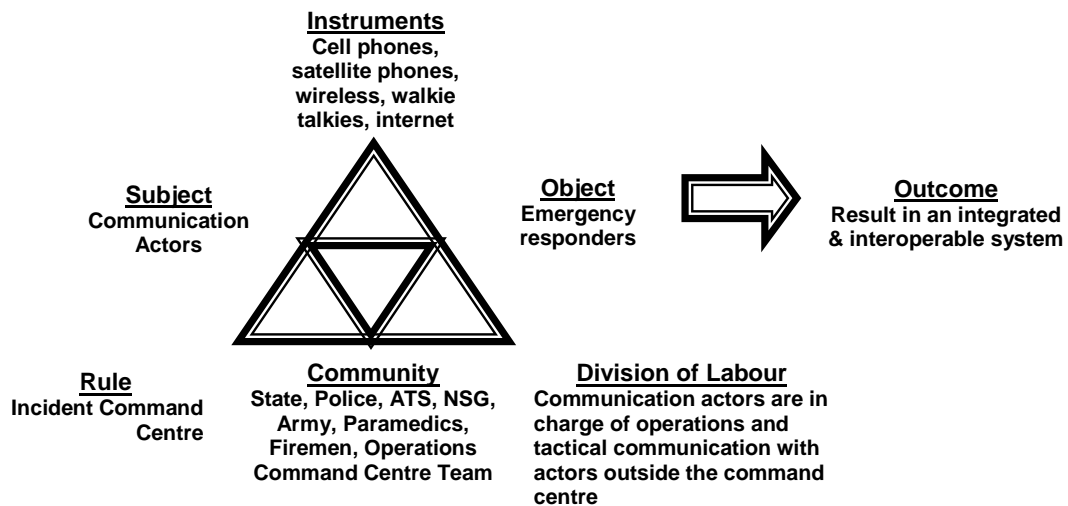 Instruments
Cell phones,
satellite phones,
wireless, walkie
talkies, internet
Subject
Communication
Actors
Object
Emergency
responders
Outcome
Result in an integrated
& interoperable system
Rule
Incident Command
Centre
Community
State, Police, ATS, NSG,
Army, Paramedics,
Firemen, Operations
Command Centre Team
Division of Labour
Communication actors are in
charge of operations and
tactical communication with
actors outside the command
centre